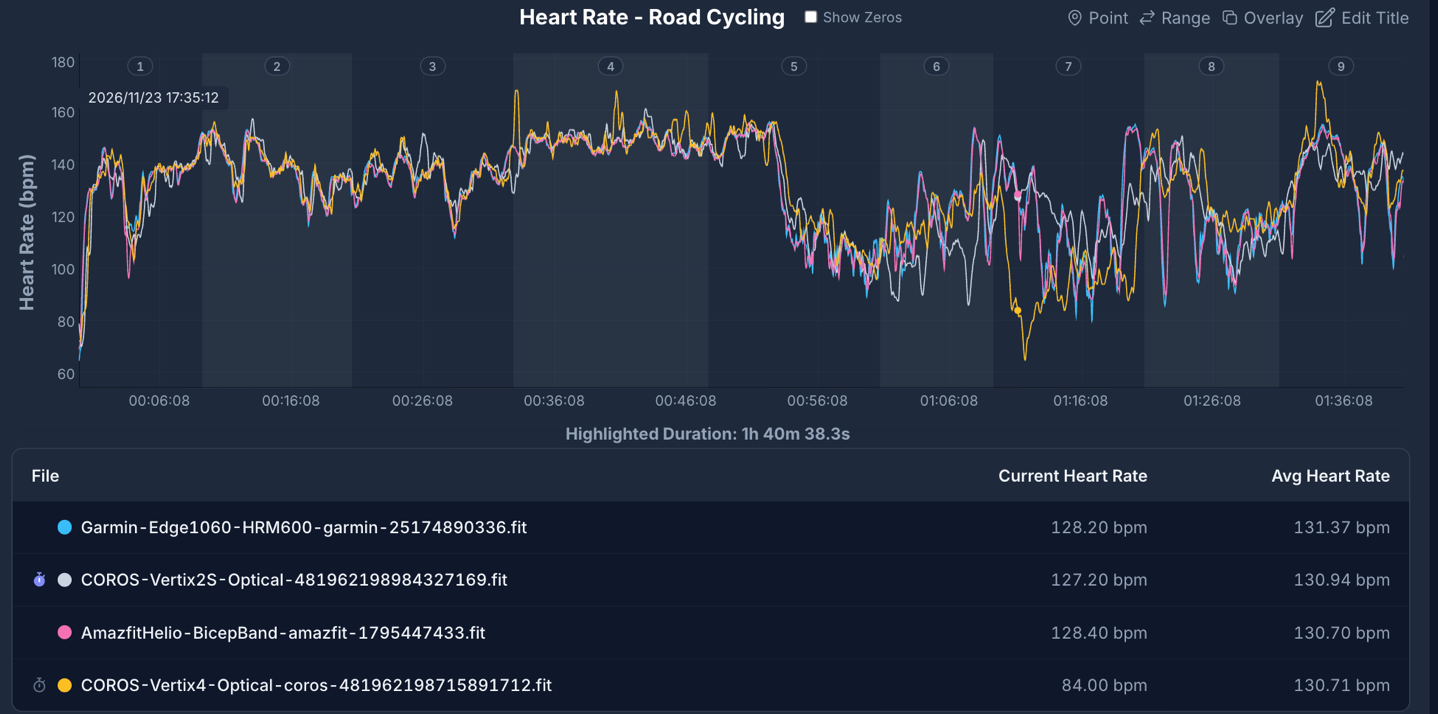 Heart Rate - Road Cycling
Show Zeros
Point
Range
Overlay
Edit Title
1 2 3 4 5 6 7 8 9
2026/11/23 17:35:12
Heart Rate (bpm)
180
160
140
120
100
80
60
00:06:08 00:16:08 00:26:08 00:36:08 00:46:08 00:56:08 01:06:08 01:16:08 01:26:08 01:36:08
Highlighted Duration: 1h 40m 38.3s
File Current Heart Rate Avg Heart Rate
Garmin-Edge1060-HRM600-garmin-25174890336.fit 128.20 bpm 131.37 bpm
COROS-Vertix2S-Optical-481962198984327169.fit 127.20 bpm 130.94 bpm
AmazfitHelio-BicepBand-amazfit-1795447433.fit 128.40 bpm 130.70 bpm
COROS-Vertix4-Optical-coros-481962198715891712.fit 84.00 bpm 130.71 bpm